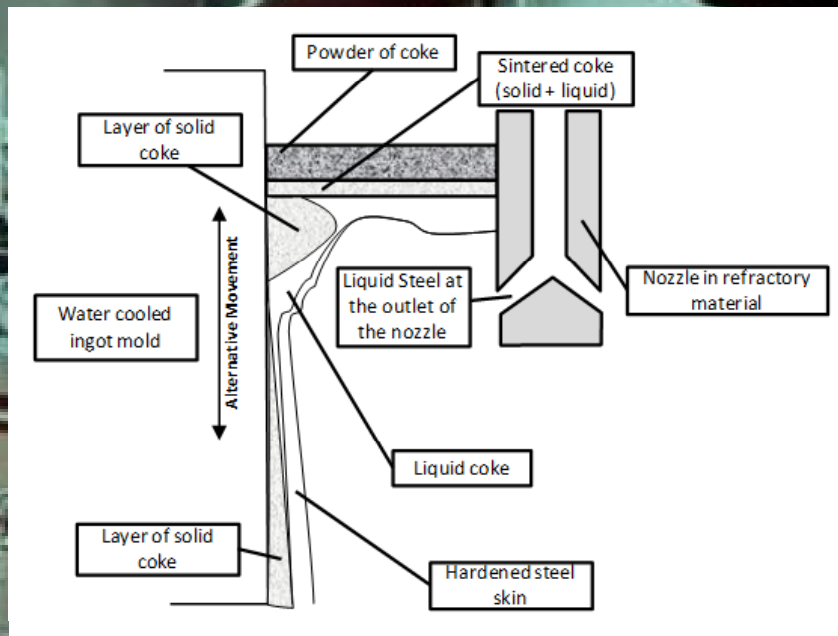 Powder of coke
Sintered coke
(solid + liquid)
Layer of solid
coke
Alternative Movement
Water cooled
ingot mold
Liquid Steel at
the outlet of
the nozzle
Nozzle in refractory
material
Liquid coke
Layer of solid
coke
Hardened steel
skin